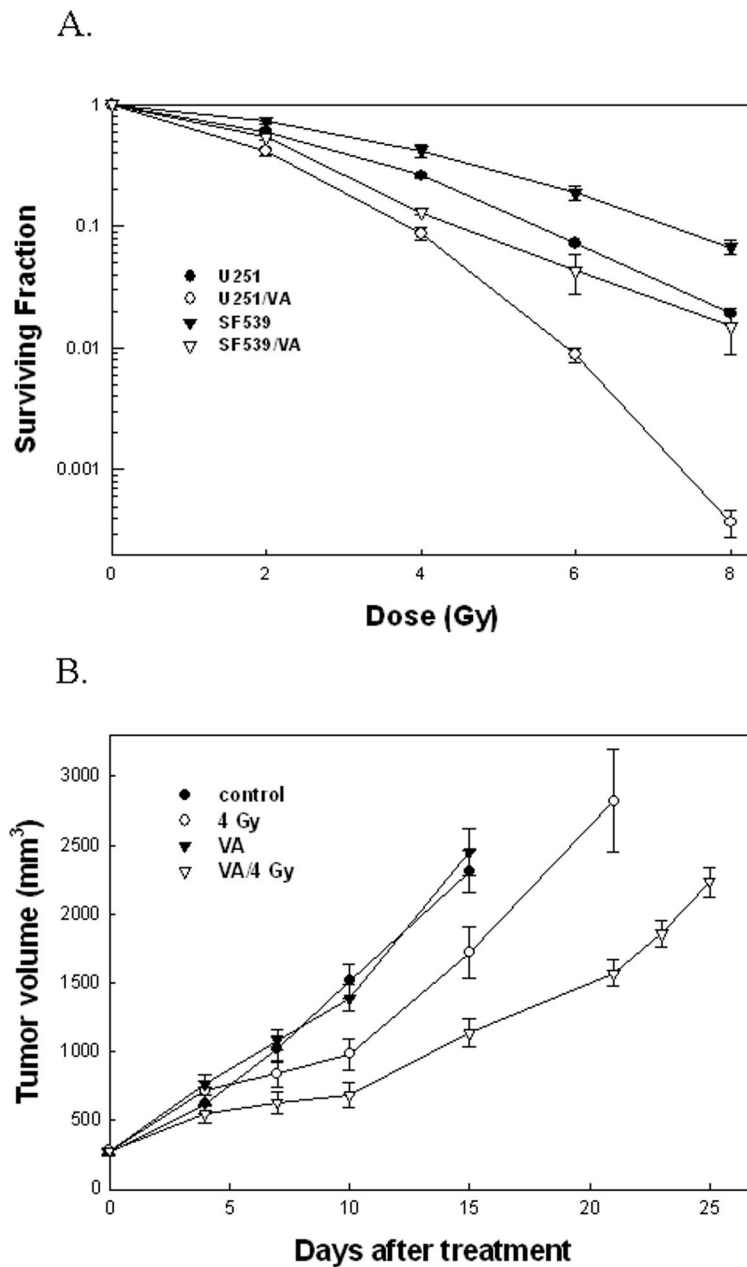 A.
1
0.1
0.01
0.001
Surviving Fraction
U251
U251/VA
SF539
SF539/VA
0 2 4 6 8
Dose (Gy)
B.
3000
2500
2000
1500
1000
500
0
Tumor volume (mm³)
control
4 Gy
VA
VA/4 Gy
0 5 10 15 20 25
Days after treatment